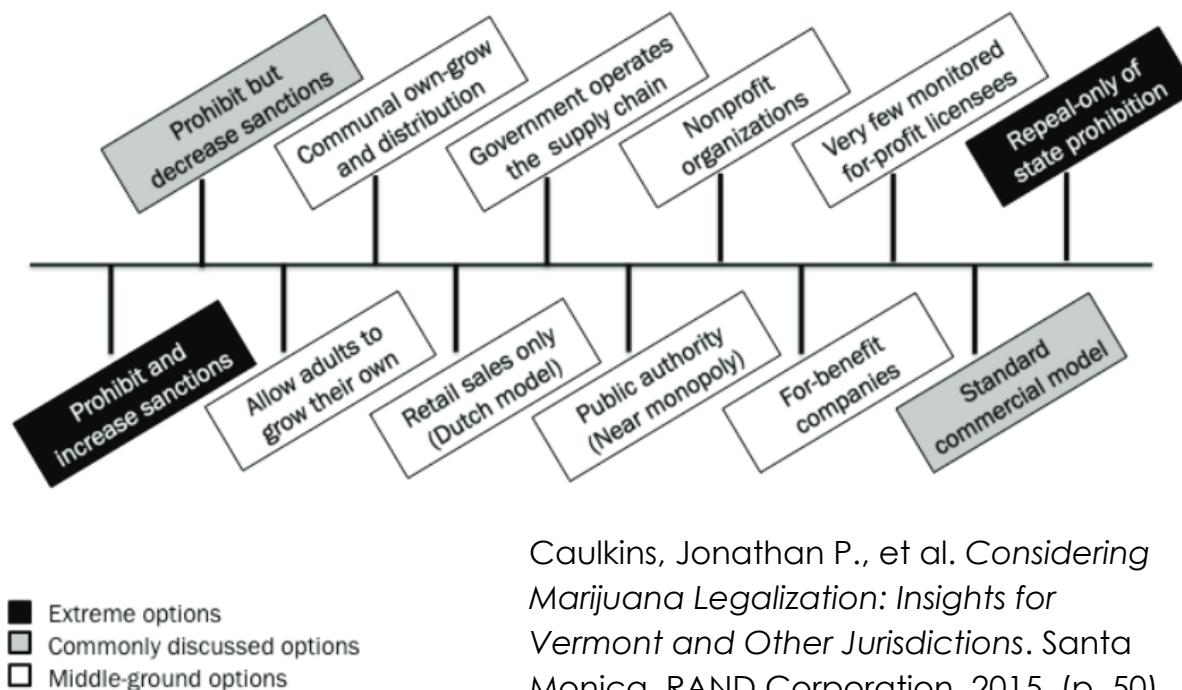 Prohibit but
decrease sanctions
Communal own-grow
and distribution
Government operates
the supply chain
Nonprofit
organizations
Very few monitored
for-profit licensees
Repeal-only of
state prohibition
Prohibit and
increase sanctions
Allow adults to
grow their own
Retail sales only
(Dutch model)
Public authority
(Near monopoly)
For-benefit
companies
Standard
commercial model
Extreme options
Commonly discussed options
Middle-ground options
Caulkins, Jonathan P., et al. Considering
Marijuana Legalization: Insights for
Vermont and Other Jurisdictions. Santa
Monica, RAND Corporation, 2015. (p. 50)